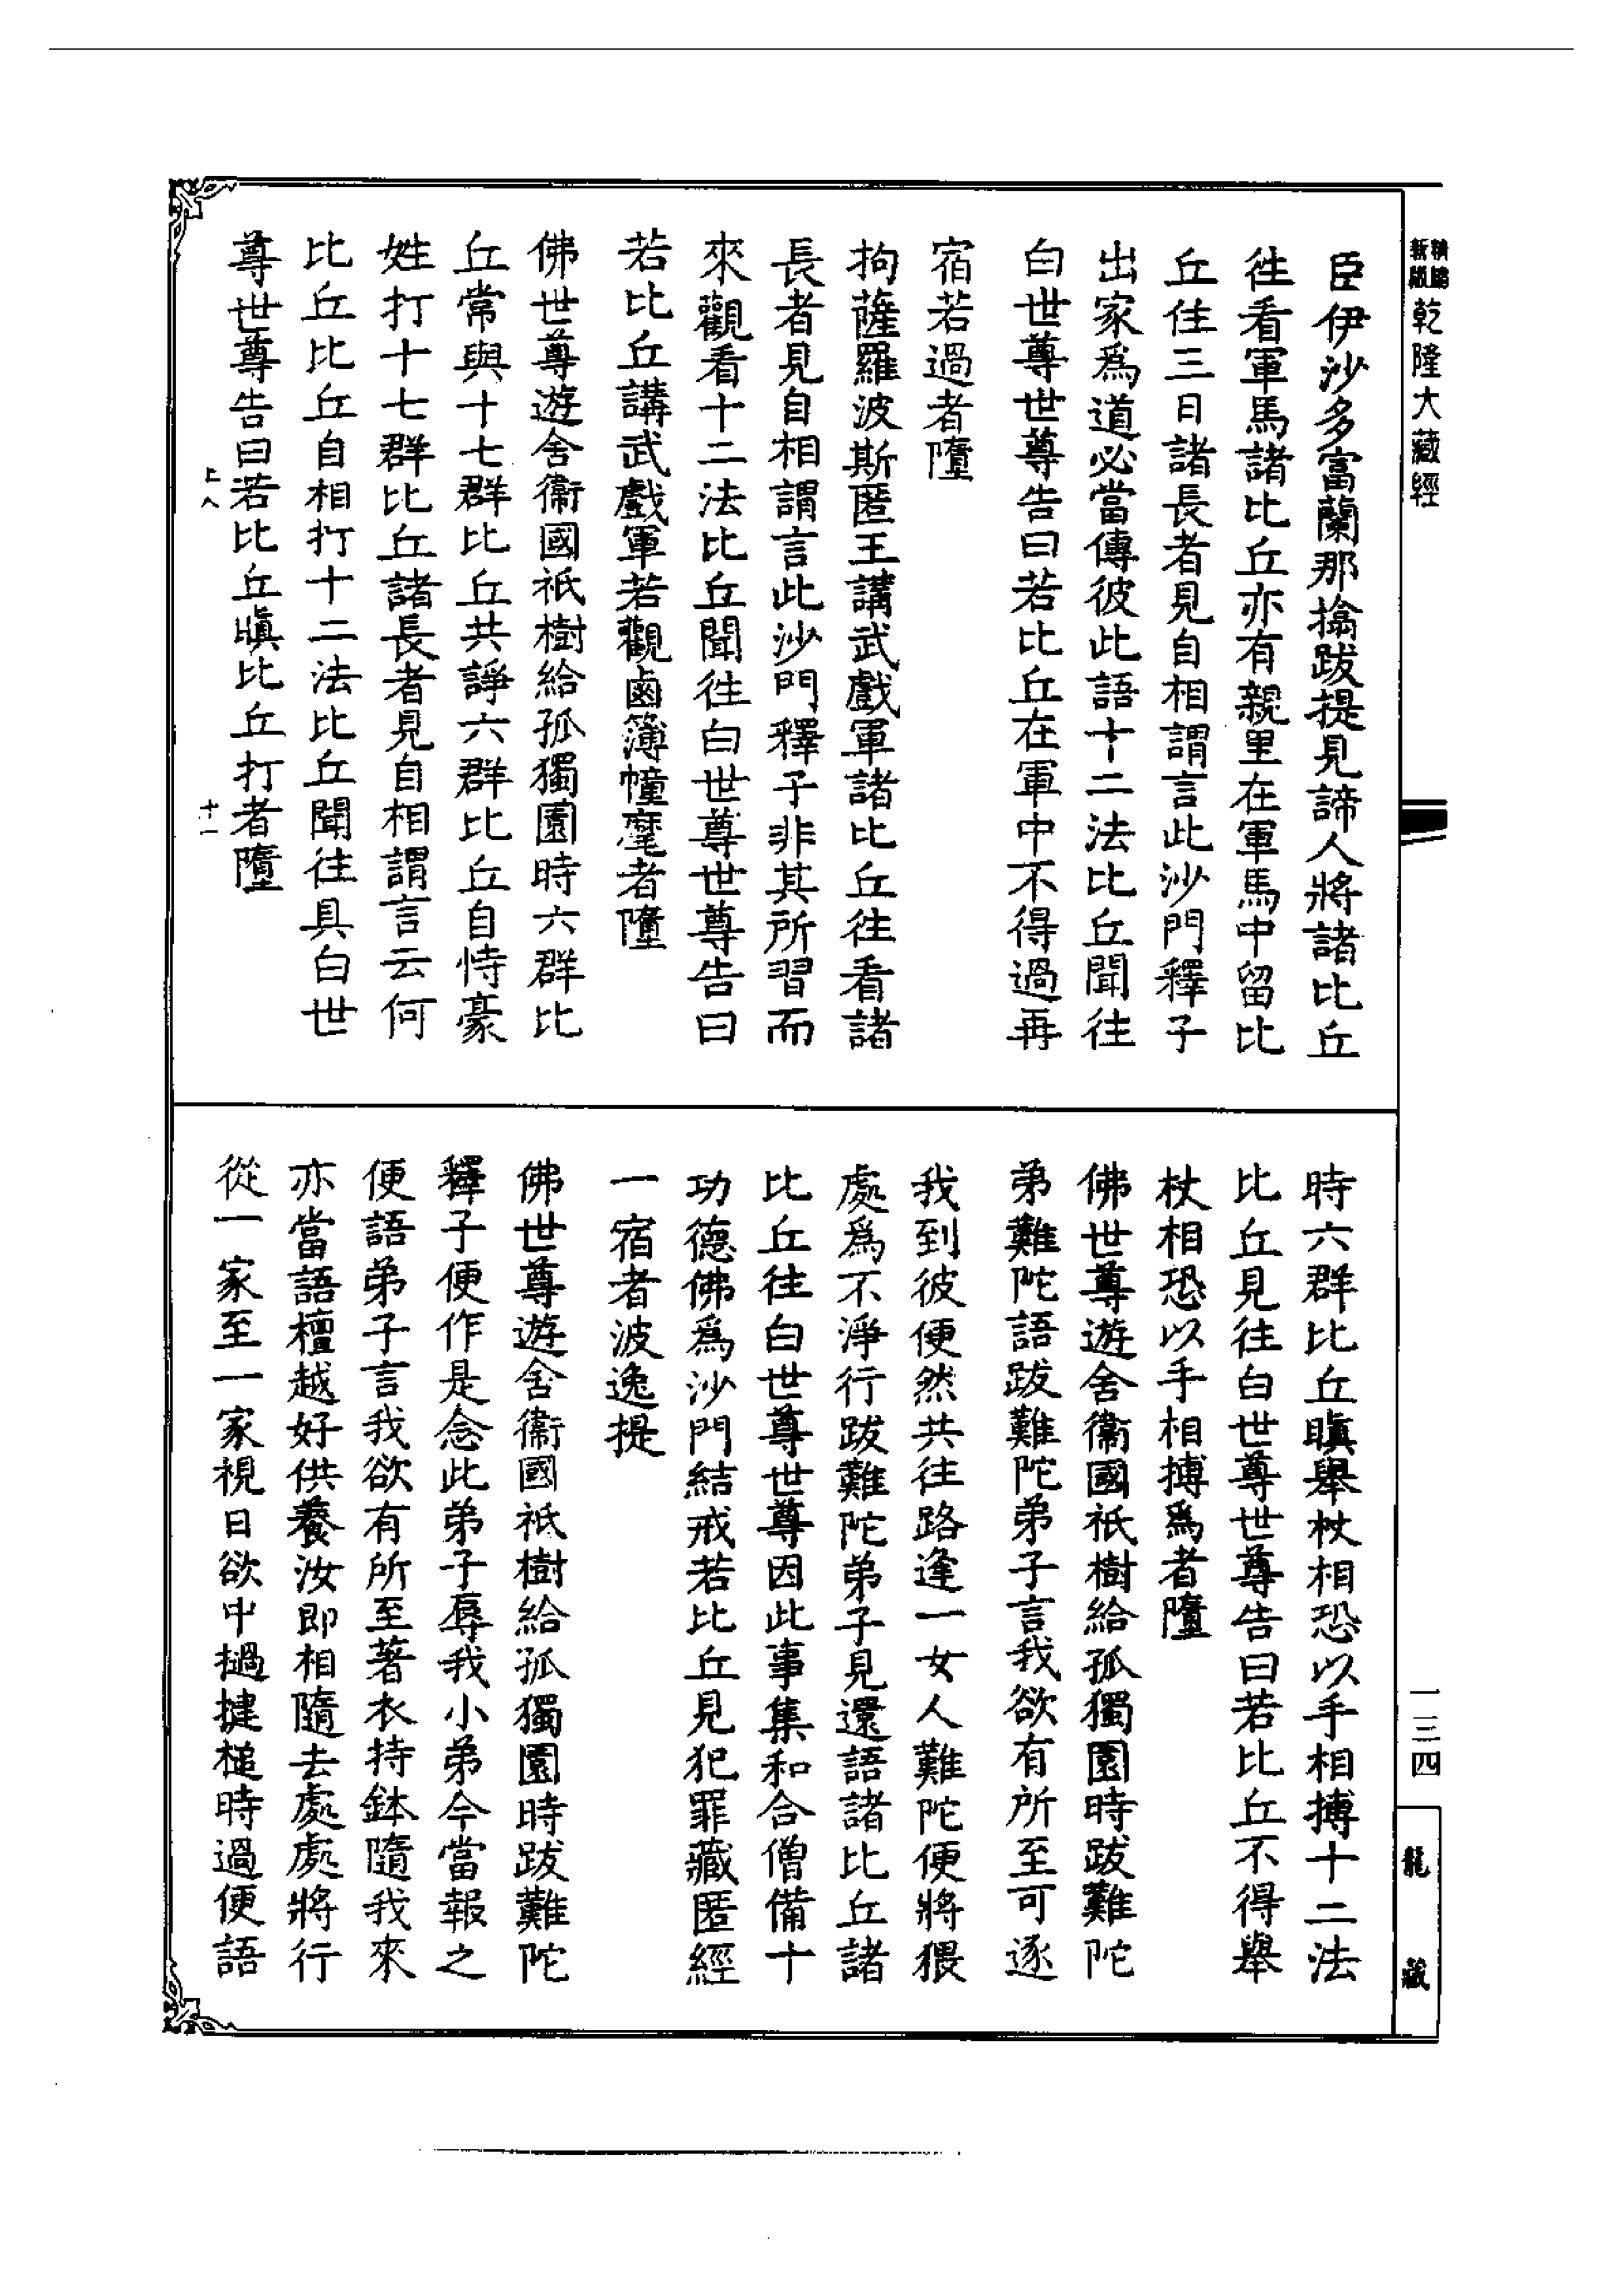 乾隆大藏經
臣伊沙多富蘭那擒跋提見諦人將諸比丘
往看軍馬諸比丘亦有親里在軍馬中留比
丘住三日諸長者見自相謂言此沙門釋子
出家爲道必當傳彼此語十二法比丘聞往
白世尊世尊告曰若比丘在軍中不得過再
宿若過者墮
拘薩羅波斯匿王講武戲軍諸比丘往看諸
長者見自相謂言此沙門釋子非其所習而
來觀看十二法比丘聞往白世尊世尊告曰
若比丘講武戲軍若觀鹵簿幢麾者墮
佛世尊遊舍衞國祇樹給孤獨園時六群比
丘常與十七群比丘共諍六群比丘自恃豪
姓打十七群比丘諸長者見自相謂言云何
比丘比丘自相打十二法比丘聞往具白世
尊世尊告曰若比丘瞋比丘打者墮
上八
十一
時六群比丘瞋舉杖相恐以手相搏十二法
比丘見往白世尊世尊告曰若比丘不得舉
杖相恐以手相搏爲者墮
佛世尊遊舍衞國祇樹給孤獨園時跋難陀
弟難陀語跋難陀弟子言我欲有所至可逐
我到彼便然共往路逢一女人難陀便將猥
處爲不淨行跋難陀弟子見還語諸比丘諸
比丘往白世尊世尊因此事集和合僧備十
功德佛爲沙門結戒若比丘見犯罪藏匿經
一宿者波逸提
佛世尊遊舍衞國祇樹給孤獨園時跋難陀
釋子便作是念此弟子辱我小弟今當報之
便語弟子言我欲有所至著衣持鉢隨我來
亦當語檀越好供養汝即相隨去處處將行
從一家至一家視日欲中撾揵槌時過便語
一三四
龍藏